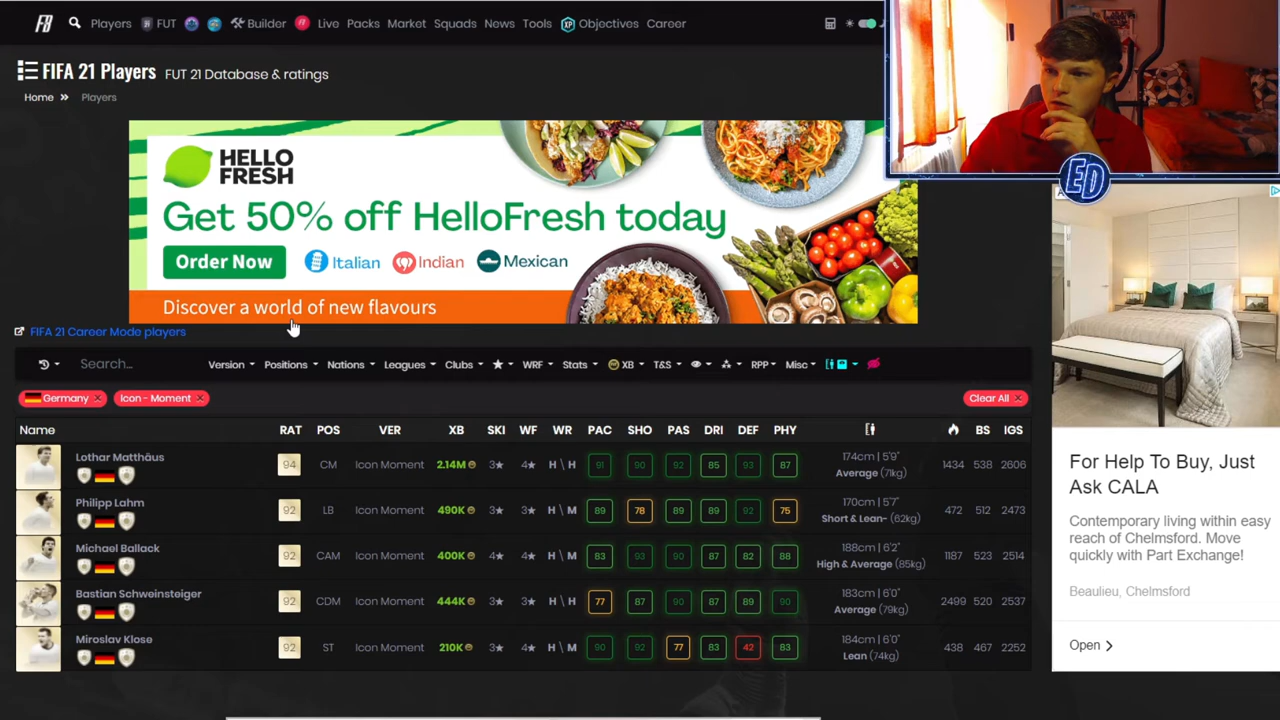 FB Players FUT Builder Live Packs Market Squads News Tools XP Objectives Career
FIFA 21 Players FUT 21 Database & ratings
Home » Players
HELLO
FRESH
Get 50% off HelloFresh today
Order Now Italian Indian Mexican
Discover a world of new flavours
ED
FIFA 21 Career Mode players
Search... Version Positions Nations Leagues Clubs WRF Stats XB T&S RPP Misc
Germany × Icon - Moment × Clear All ×
Name RAT POS VER XB SKI WF WR PAC SHO PAS DRI DEF PHY BS IGS
Lothar Matthäus 94 CM Icon Moment 2.14M 3★ 4★ H \ H 91 90 92 85 93 87 174cm | 5'9" 1434 538 2606
Average (71kg)
Philipp Lahm 92 LB Icon Moment 490K 3★ 3★ H \ M 89 78 89 89 92 75 170cm | 5'7" 472 512 2473
Short & Lean- (62kg)
Michael Ballack 92 CAM Icon Moment 400K 4★ 4★ H \ M 83 93 90 87 82 88 188cm | 6'2" 1187 523 2514
High & Average (85kg)
Bastian Schweinsteiger 92 CDM Icon Moment 444K 3★ 3★ H \ H 77 87 90 87 89 90 183cm | 6'0" 2499 520 2537
Average (79kg)
Miroslav Klose 92 ST Icon Moment 210K 3★ 4★ H \ M 90 92 77 83 42 83 184cm | 6'0" 438 467 2252
Lean (74kg)
For Help To Buy, Just
Ask CALA
Contemporary living within easy
reach of Chelmsford. Move
quickly with Part Exchange!
Beaulieu, Chelmsford
Open >